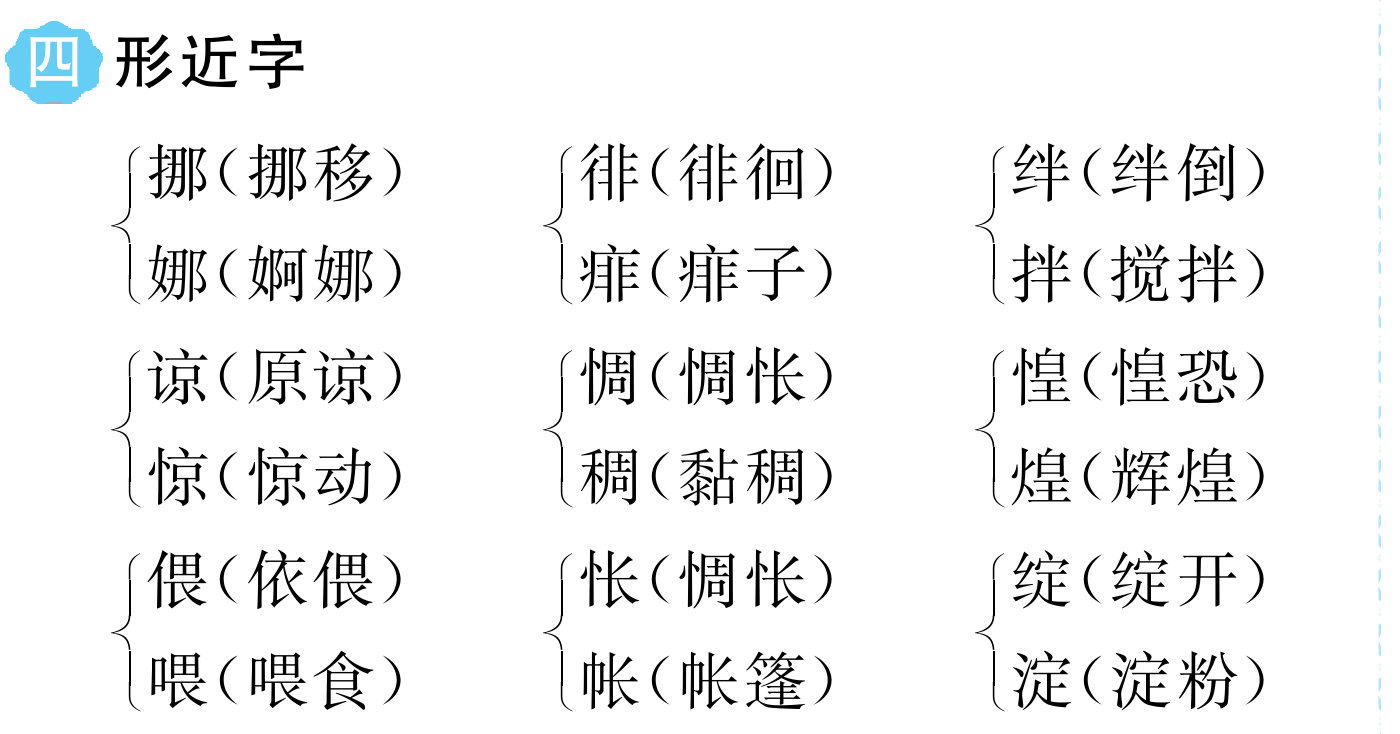 四 形近字
挪(挪移) 徘(徘徊) 绊(绊倒)
娜(婀娜) 痱(痱子) 拌(搅拌)
谅(原谅) 惆(惆怅) 惶(惶恐)
惊(惊动) 稠(黏稠) 煌(辉煌)
偎(依偎) 怅(惆怅) 绽(绽开)
喂(喂食) 帐(帐篷) 淀(淀粉)